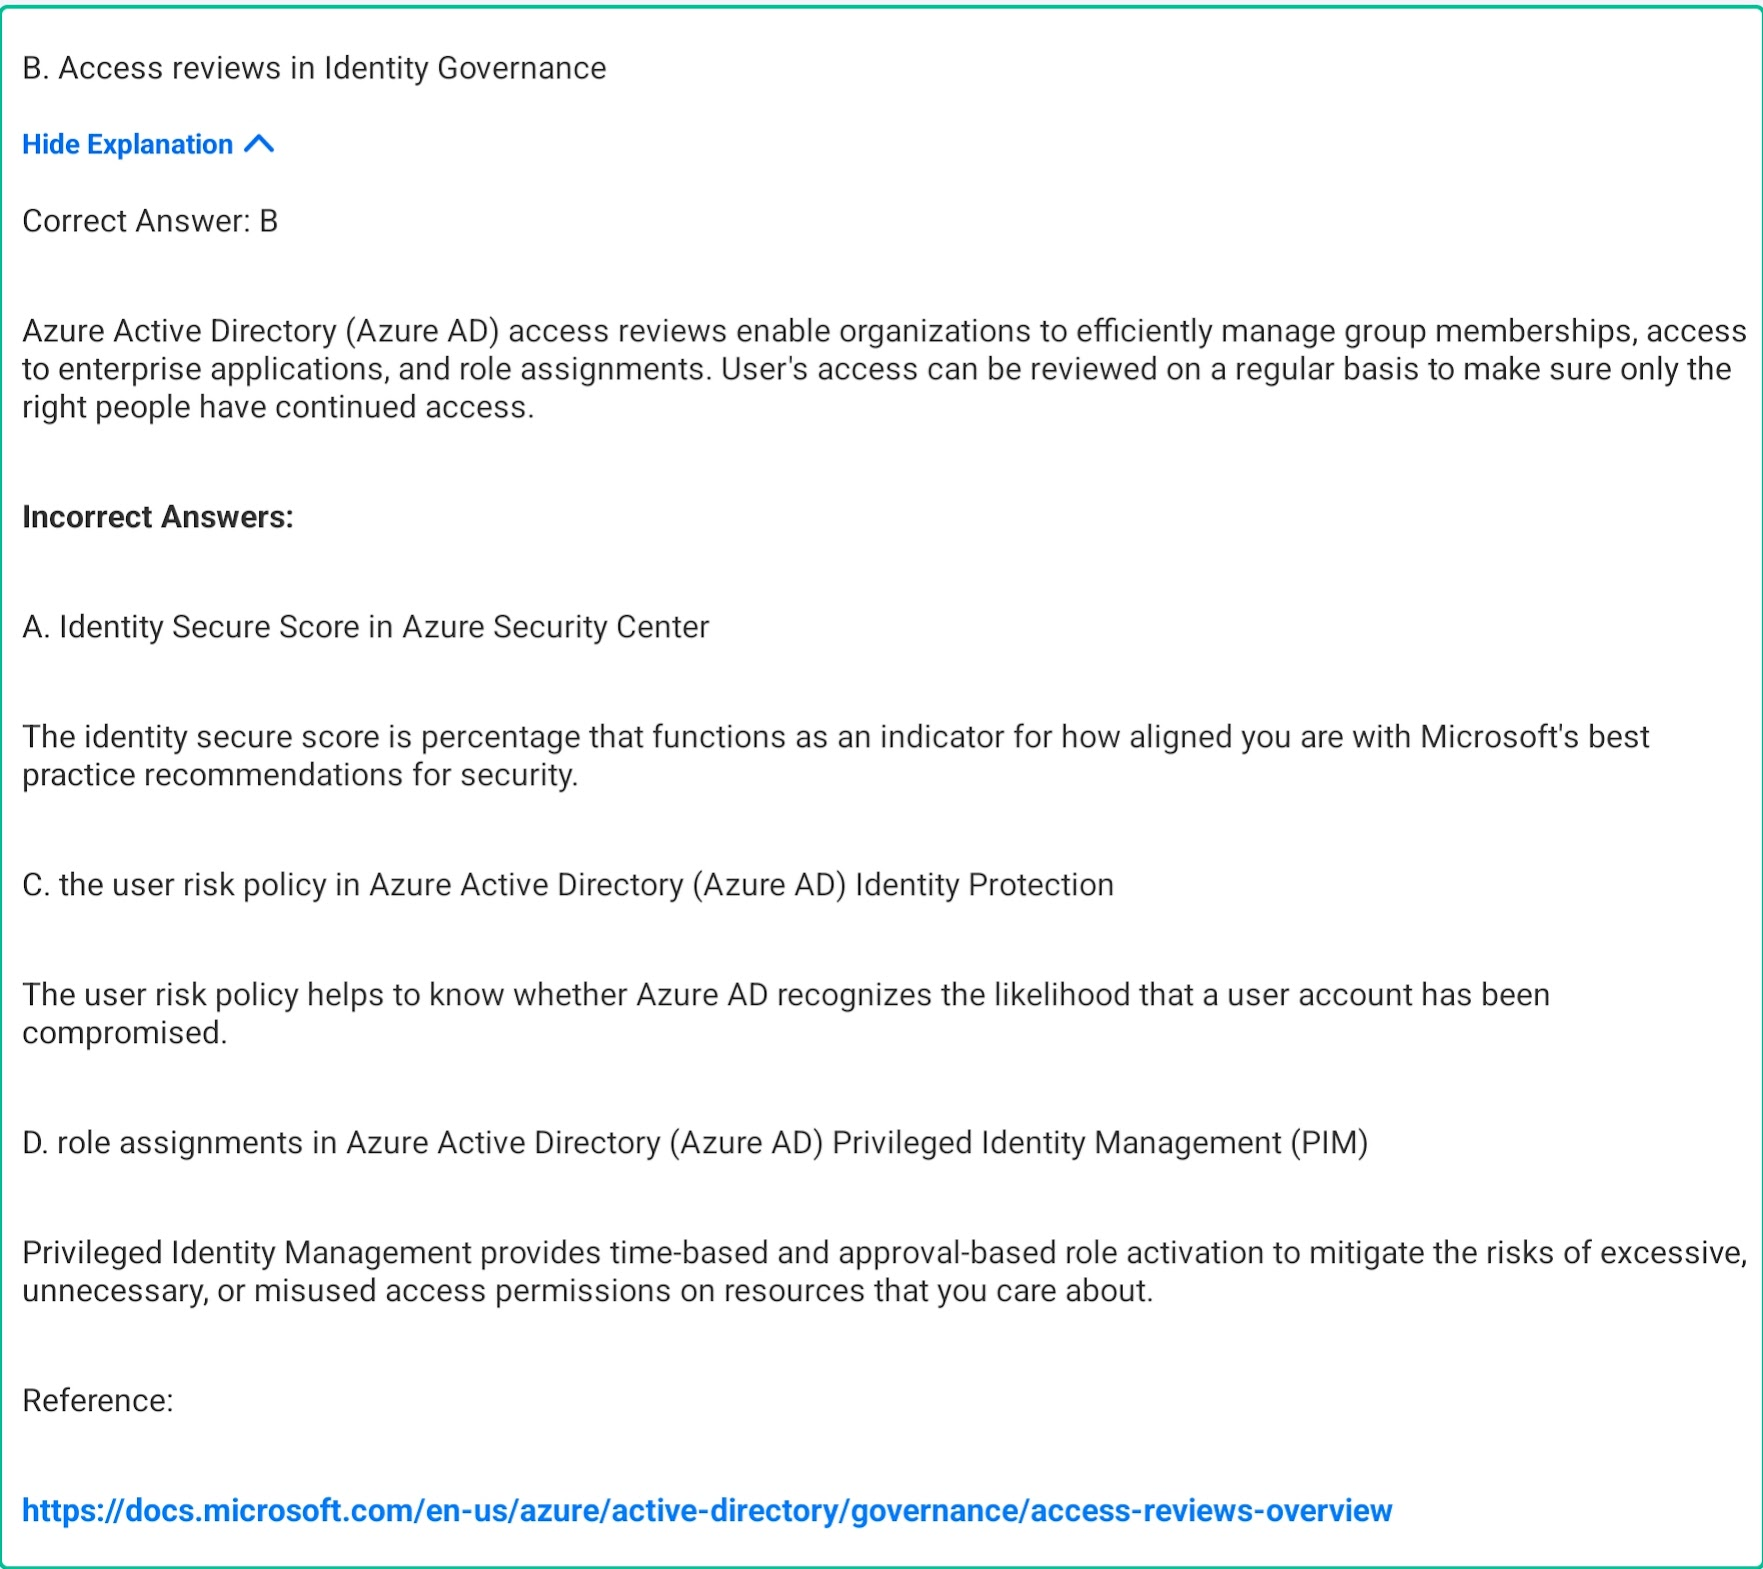 B. Access reviews in Identity Governance
Hide Explanation
Correct Answer: B
Azure Active Directory (Azure AD) access reviews enable organizations to efficiently manage group memberships, access
to enterprise applications, and role assignments. User's access can be reviewed on a regular basis to make sure only the
right people have continued access.
Incorrect Answers:
A. Identity Secure Score in Azure Security Center
The identity secure score is percentage that functions as an indicator for how aligned you are with Microsoft's best
practice recommendations for security.
C. the user risk policy in Azure Active Directory (Azure AD) Identity Protection
The user risk policy helps to know whether Azure AD recognizes the likelihood that a user account has been
compromised.
D. role assignments in Azure Active Directory (Azure AD) Privileged Identity Management (PIM)
Privileged Identity Management provides time-based and approval-based role activation to mitigate the risks of excessive,
unnecessary, or misused access permissions on resources that you care about.
Reference:
https://docs.microsoft.com/en-us/azure/active-directory/governance/access-reviews-overview